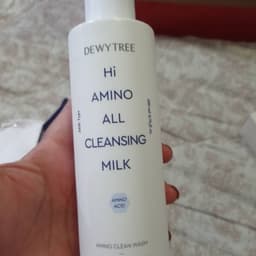 DEWYTREE
Hi
AMINO
ALL
CLEANSING
MILK
AMINO
ACID
AMINO CLEAN WASH